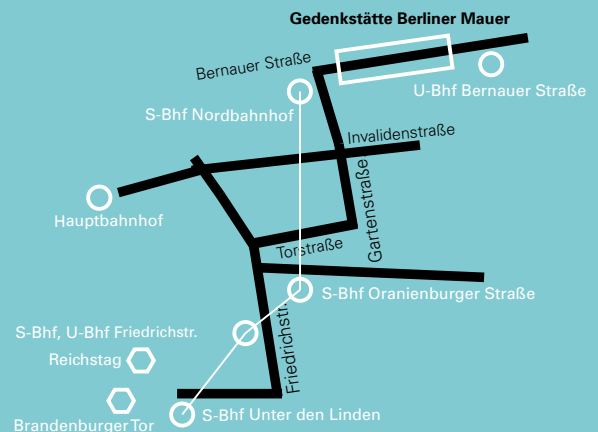 Gedenkstätte Berliner Mauer
Bernauer Straße
U-Bhf Bernauer Straße
S-Bhf Nordbahnhof
Invalidenstraße
Gartenstraße
Hauptbahnhof
Torstraße
S-Bhf Oranienburger Straße
S-Bhf, U-Bhf Friedrichstr.
Friedrichstr.
Reichstag
S-Bhf Unter den Linden
Brandenburger Tor